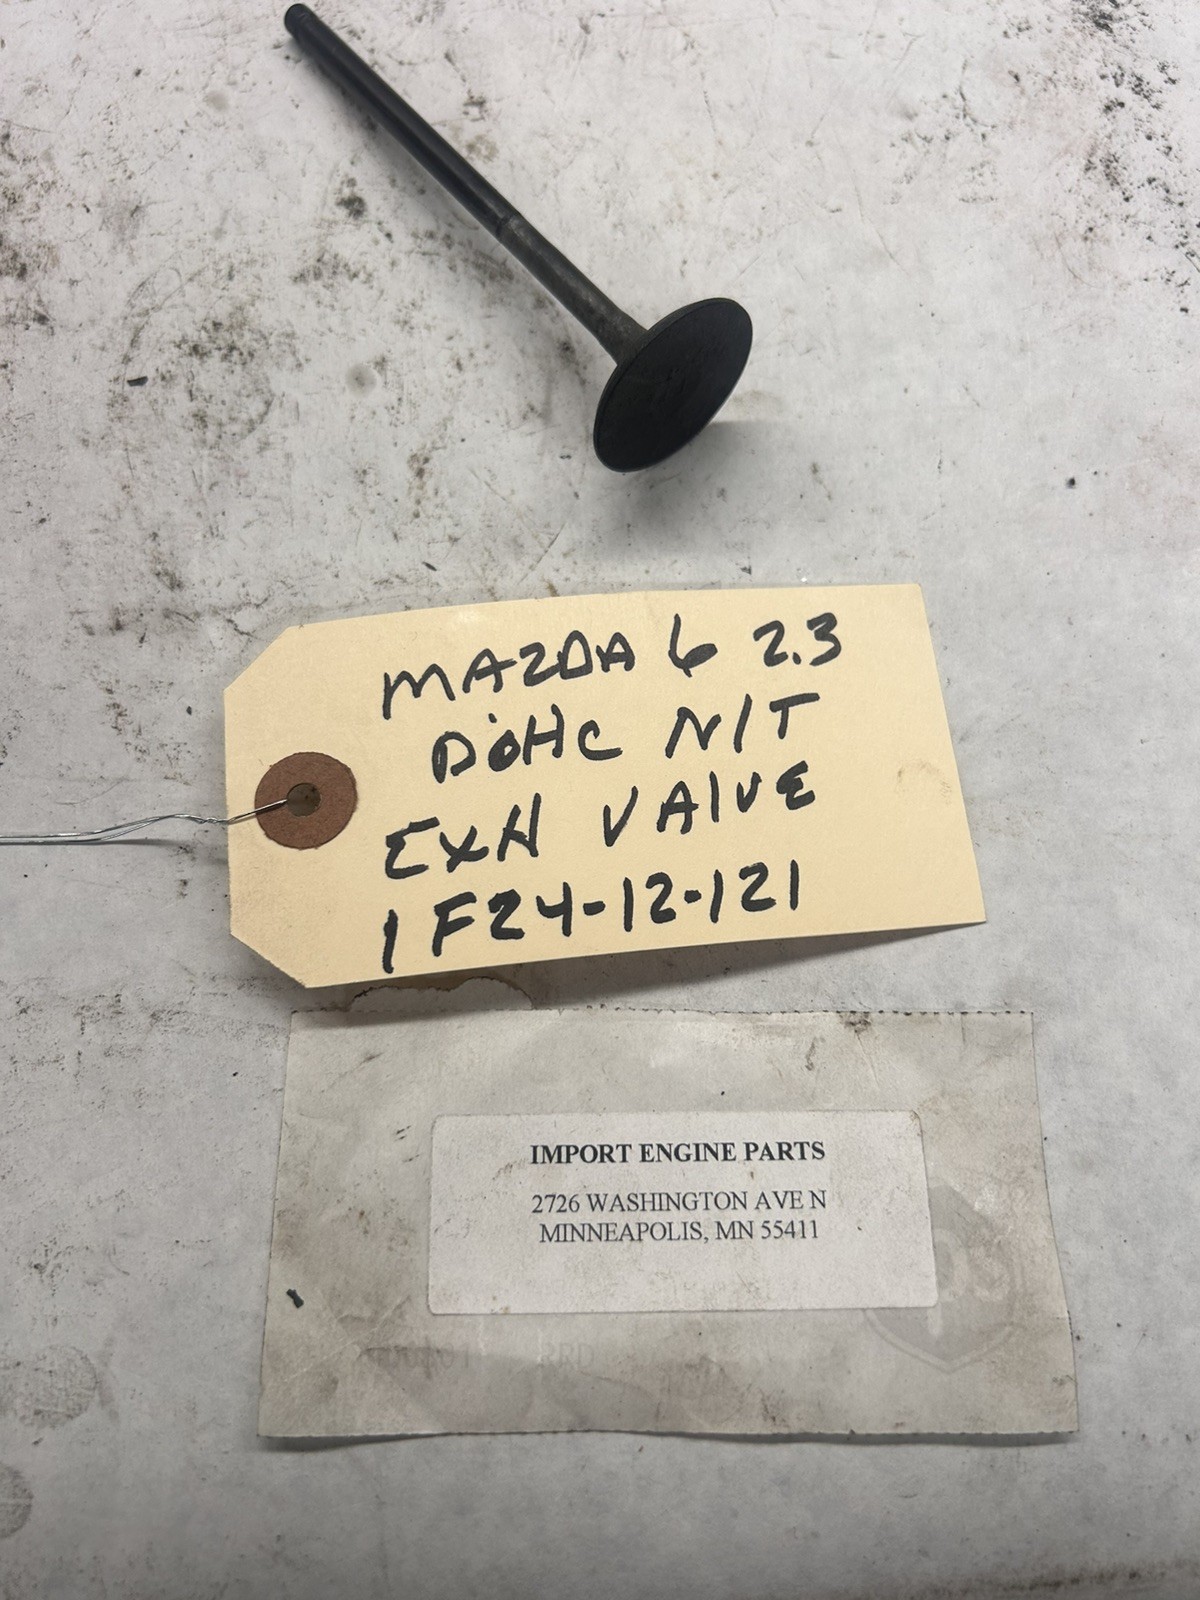 MAZDA 6 2.3
DOHC N/T
EXH VALVE
1F24-12-121
IMPORT ENGINE PARTS
2726 WASHINGTON AVE N
MINNEAPOLIS, MN 55411